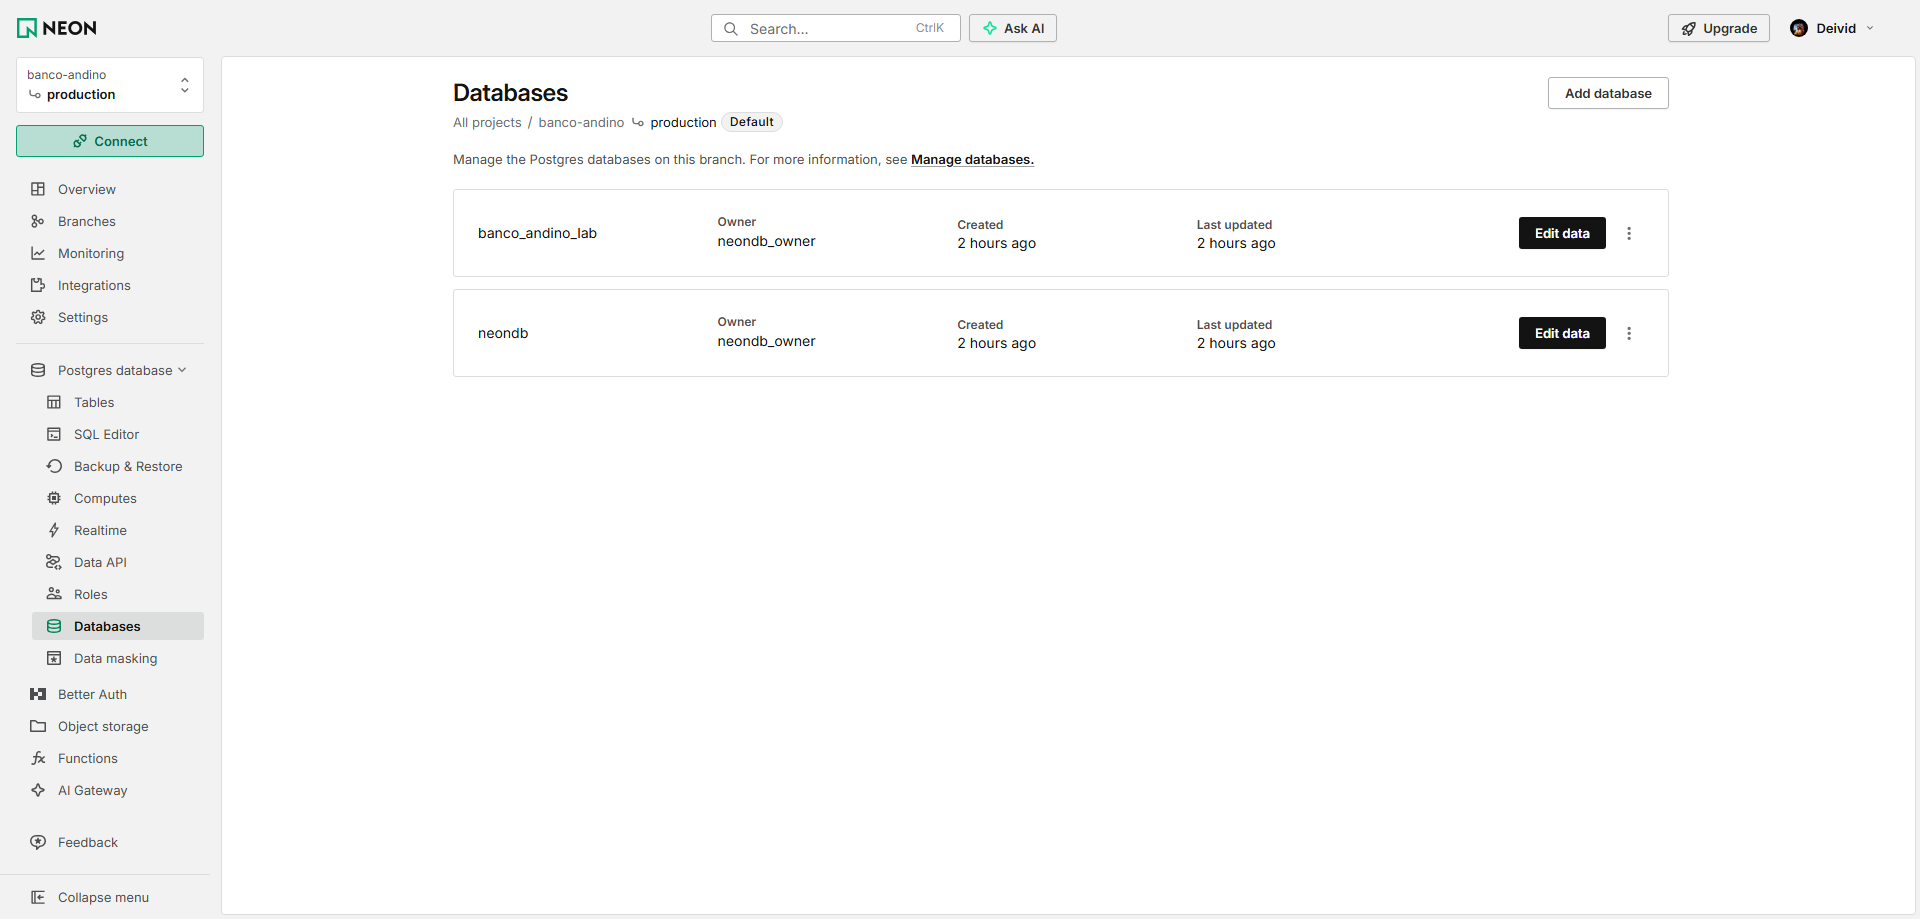 NEON
Search...
CtrlK
Ask AI
Upgrade
Deivid
banco-andino
production
Connect
Overview
Branches
Monitoring
Integrations
Settings
Postgres database
Tables
SQL Editor
Backup & Restore
Computes
Realtime
Data API
Roles
Databases
Data masking
Better Auth
Object storage
Functions
AI Gateway
Feedback
Collapse menu
Databases
Add database
All projects / banco-andino production Default
Manage the Postgres databases on this branch. For more information, see Manage databases.
banco_andino_lab
Owner
neondb_owner
Created
2 hours ago
Last updated
2 hours ago
Edit data
neondb
Owner
neondb_owner
Created
2 hours ago
Last updated
2 hours ago
Edit data